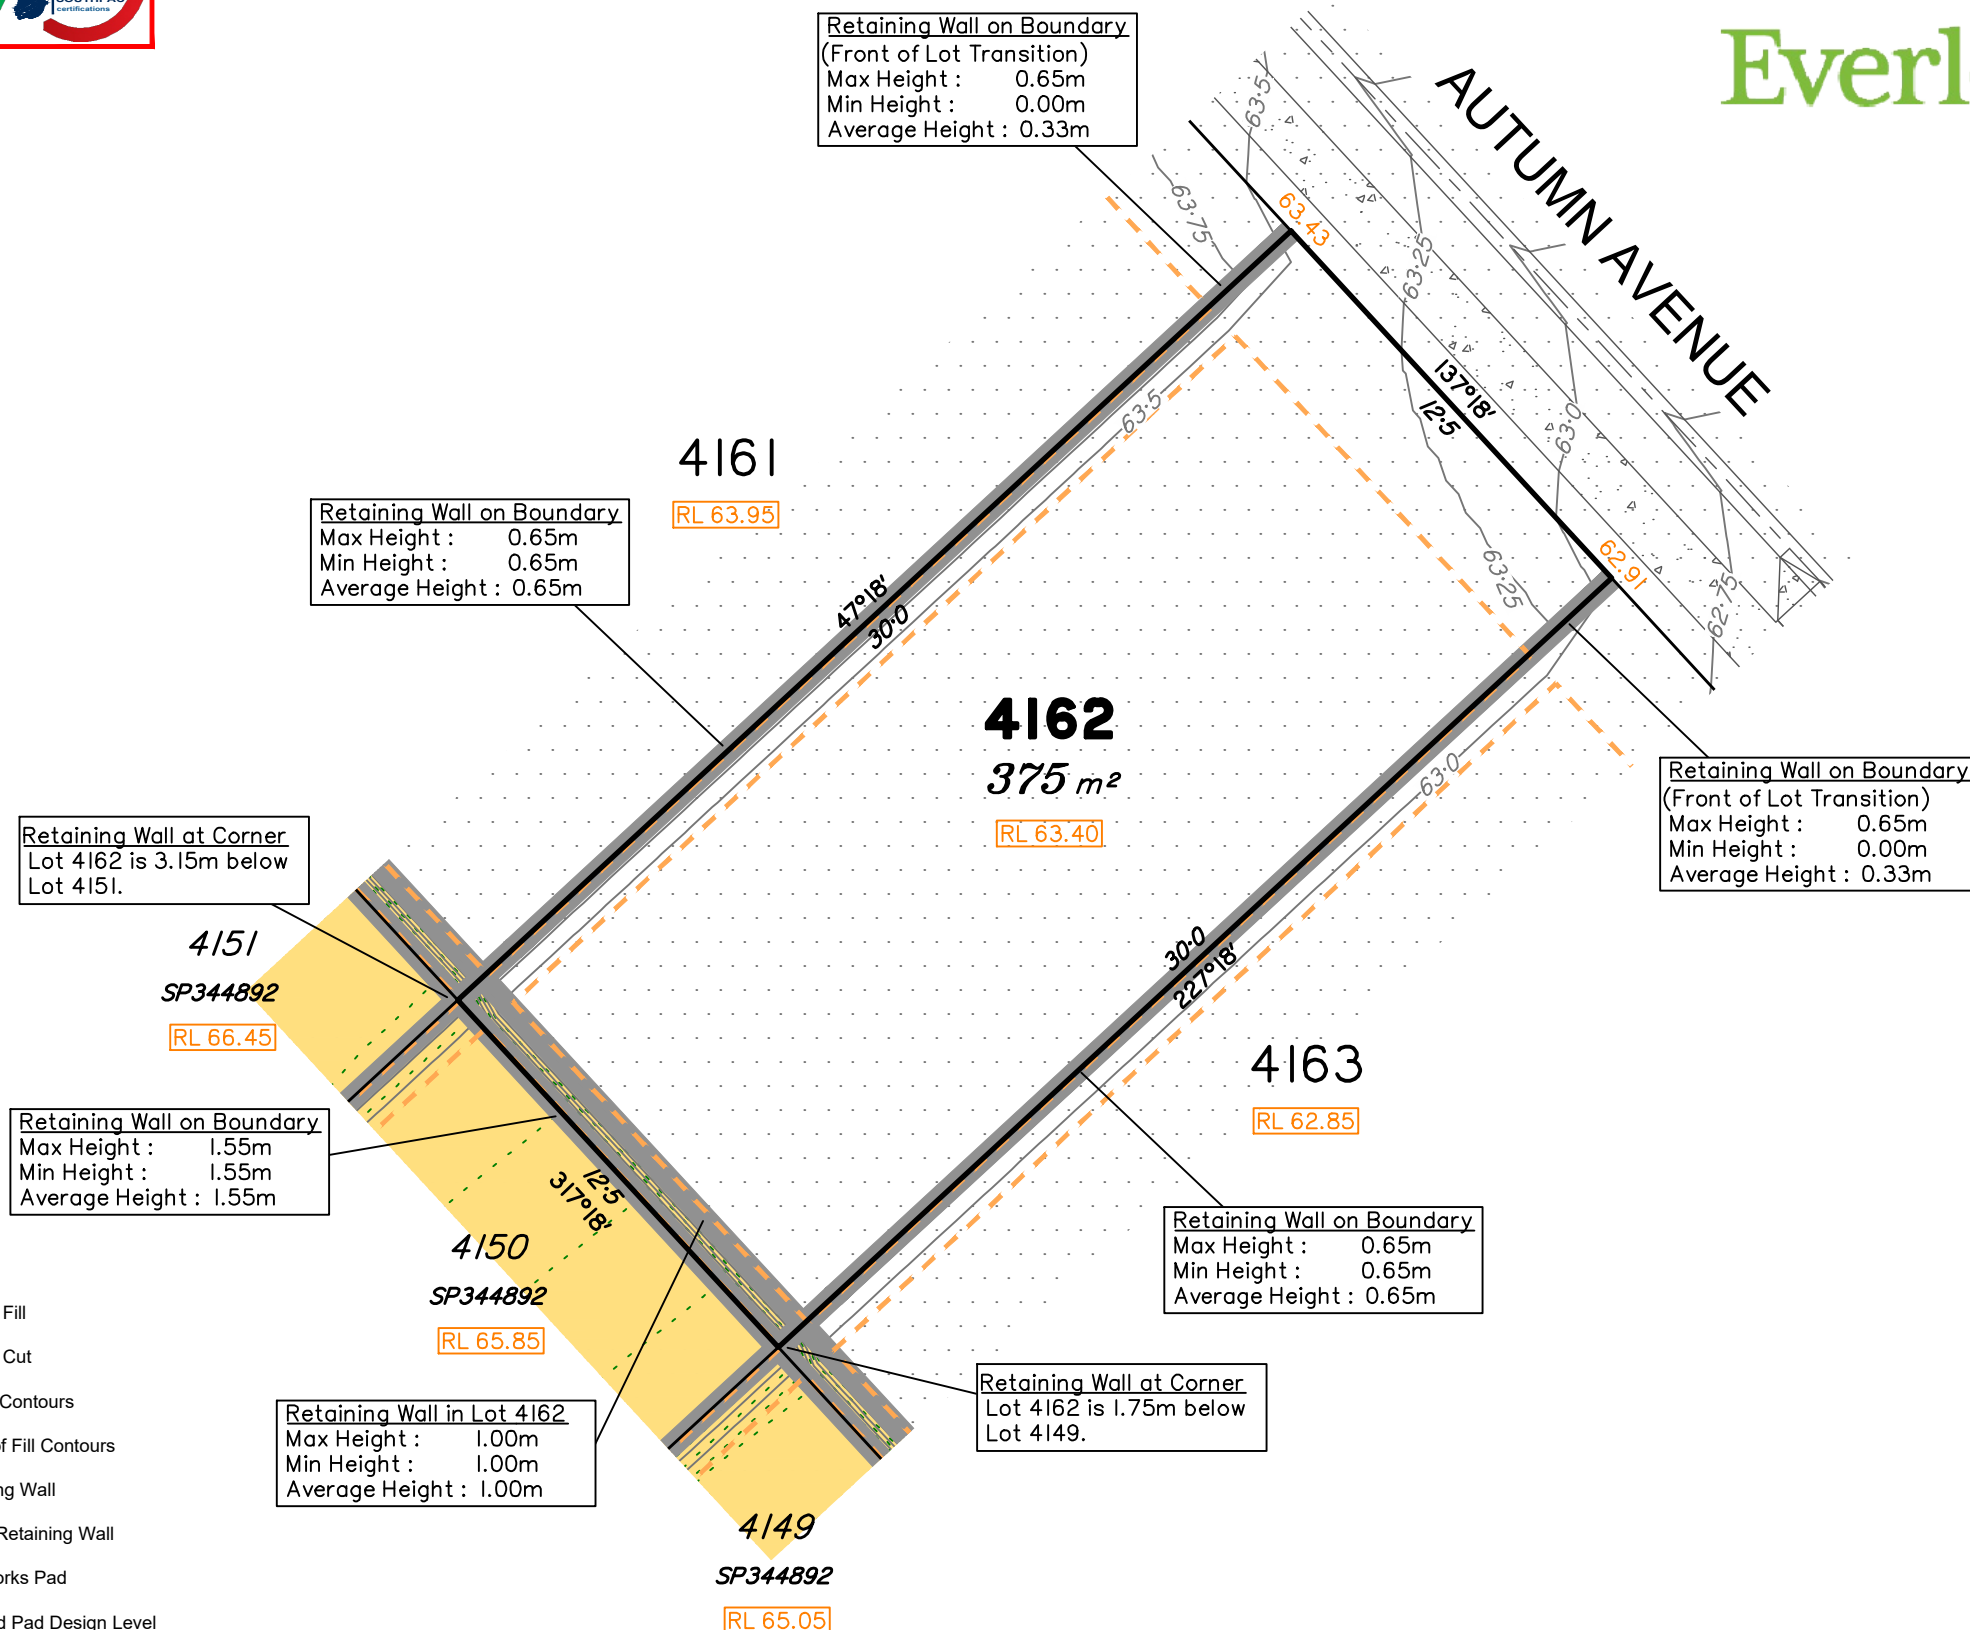 certifications
Everl
Retaining Wall on Boundary
(Front of Lot Transition)
Max Height : 0.65m
Min Height : 0.00m
Average Height : 0.33m
AUTUMN AVENUE
63·5
63·75
63.43
63·25
137°18'
12·5
63·0
62.91
62·75
63·25
63·5
4161
RL 63.95
Retaining Wall on Boundary
Max Height : 0.65m
Min Height : 0.65m
Average Height : 0.65m
47°18'
30·0
4162
375 m²
RL 63.40
63·0
Retaining Wall on Boundary
(Front of Lot Transition)
Max Height : 0.65m
Min Height : 0.00m
Average Height : 0.33m
Retaining Wall at Corner
Lot 4162 is 3.15m below
Lot 4151.
4151
SP344892
RL 66.45
30·0
227°18'
4163
RL 62.85
Retaining Wall on Boundary
Max Height : 1.55m
Min Height : 1.55m
Average Height : 1.55m
12·5
317°18'
4150
SP344892
RL 65.85
Retaining Wall on Boundary
Max Height : 0.65m
Min Height : 0.65m
Average Height : 0.65m
Retaining Wall at Corner
Lot 4162 is 1.75m below
Lot 4149.
Retaining Wall in Lot 4162
Max Height : 1.00m
Min Height : 1.00m
Average Height : 1.00m
4149
SP344892
RL 65.05
Fill
Cut
Contours
f Fill Contours
ng Wall
Retaining Wall
orks Pad
d Pad Design Level